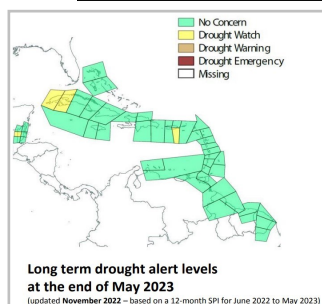 No Concern
Drought Watch
Drought Warning
Drought Emergency
Missing
Long term drought alert levels
at the end of May 2023
(updated November 2022 – based on a 12-month SPI for June 2022 to May 2023)